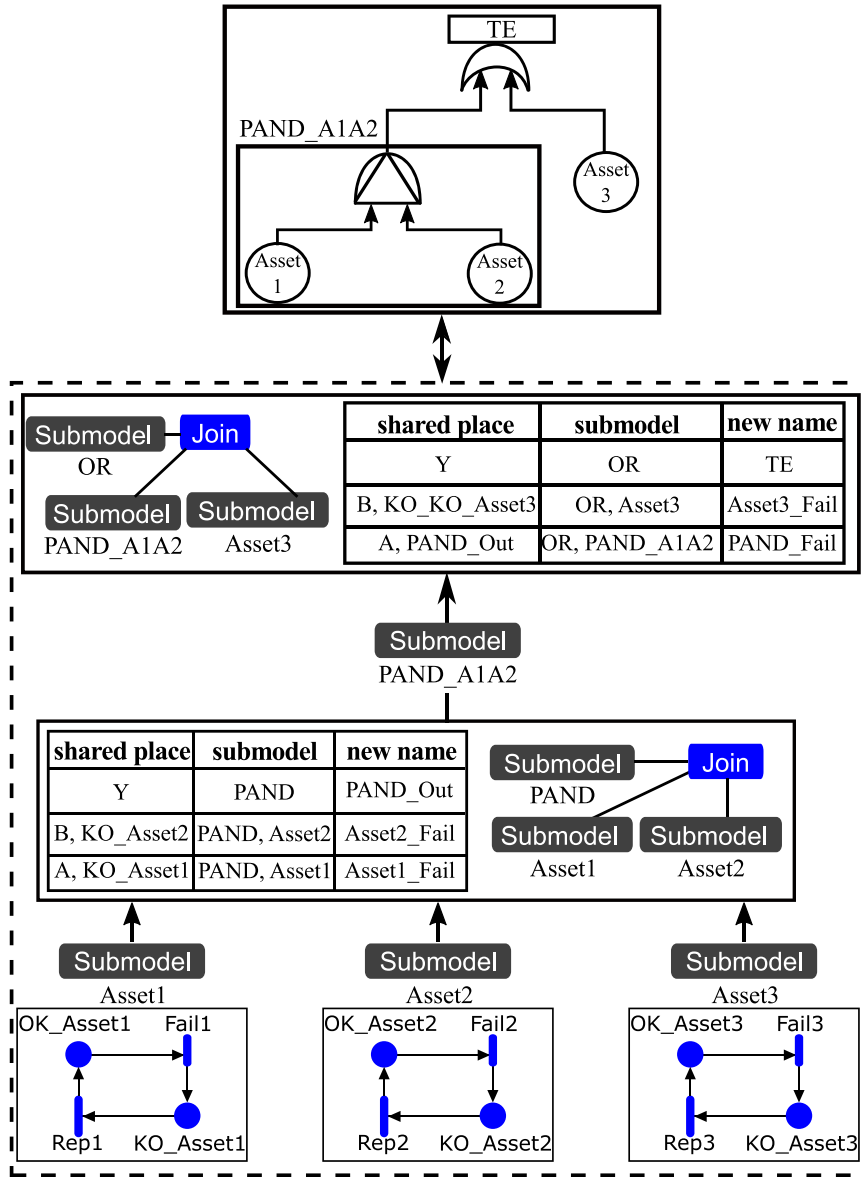 TE
PAND_A1A2
Asset
3
Asset
1
Asset
2
Submodel
Join
OR
Submodel
Submodel
PAND_A1A2
Asset3
shared place submodel new name
Y OR TE
B, KO_KO_Asset3 OR, Asset3 Asset3_Fail
A, PAND_Out OR, PAND_A1A2 PAND_Fail
Submodel
PAND_A1A2
shared place submodel new name
Y PAND PAND_Out
B, KO_Asset2 PAND, Asset2 Asset2_Fail
A, KO_Asset1 PAND, Asset1 Asset1_Fail
Submodel
Join
PAND
Submodel
Submodel
Asset1
Asset2
Submodel
Submodel
Submodel
Asset1
Asset2
Asset3
OK_Asset1 Fail1
Rep1 KO_Asset1
OK_Asset2 Fail2
Rep2 KO_Asset2
OK_Asset3 Fail3
Rep3 KO_Asset3